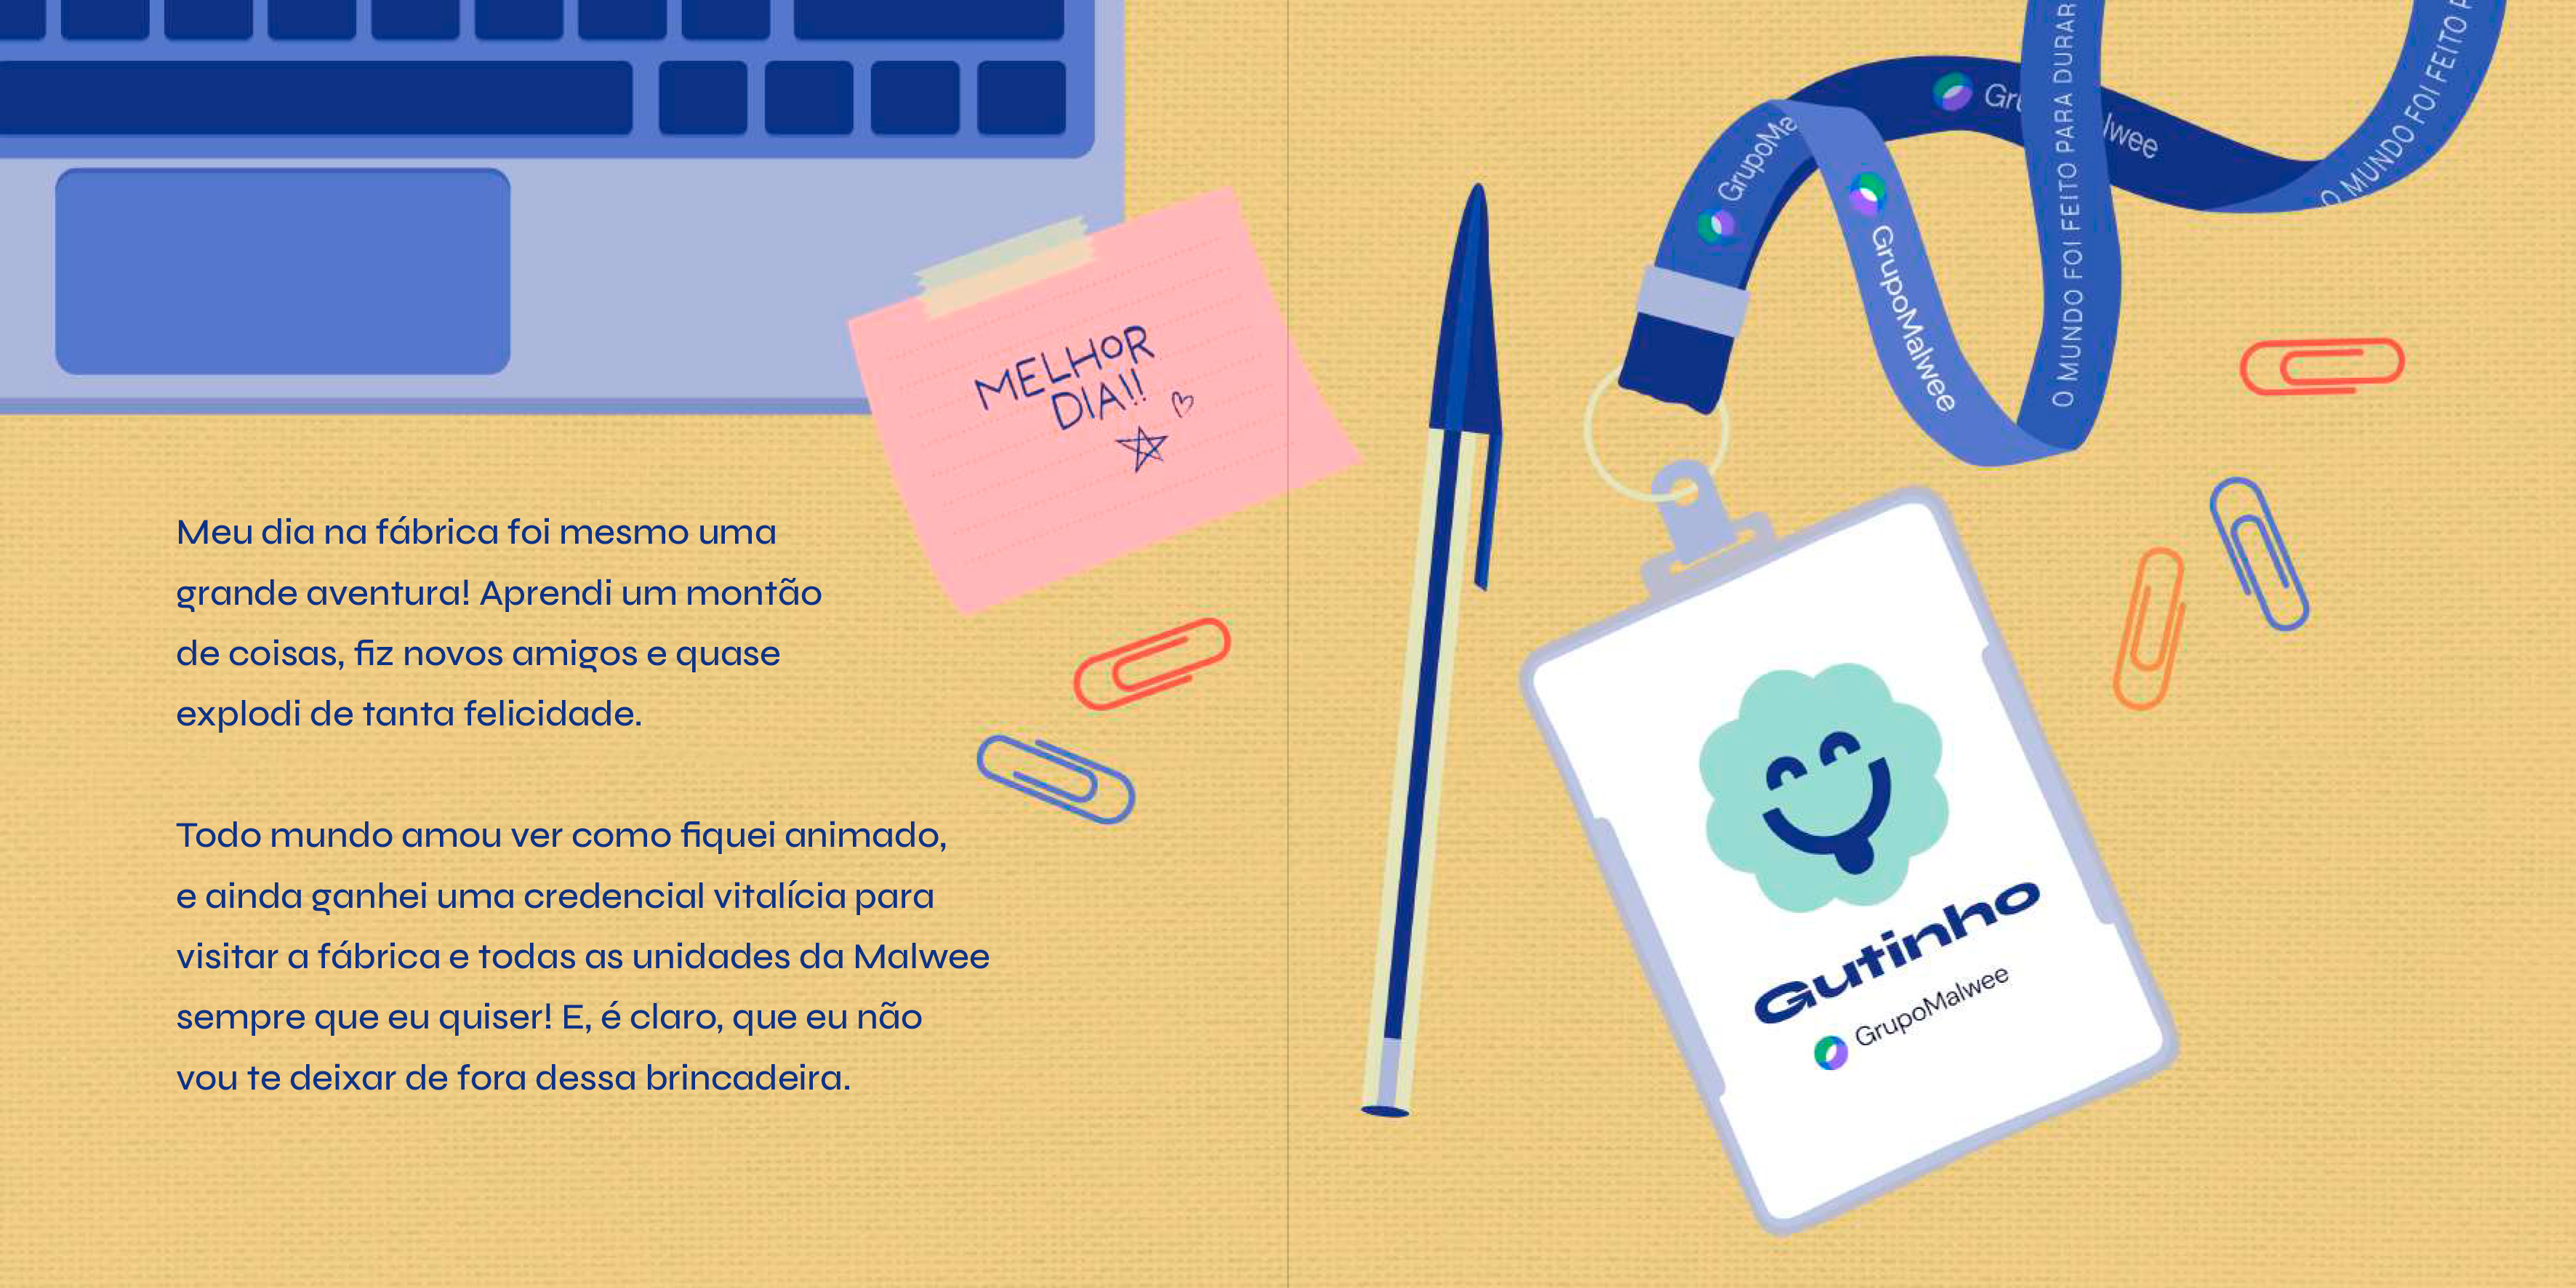 MELHOR
DIA!!
Meu dia na fábrica foi mesmo uma
grande aventura! Aprendi um montão
de coisas, fiz novos amigos e quase
explodi de tanta felicidade.
Todo mundo amou ver como fiquei animado,
e ainda ganhei uma credencial vitalícia para
visitar a fábrica e todas as unidades da Malwee
sempre que eu quiser! E, é claro, que eu não
vou te deixar de fora dessa brincadeira.
GrupoMa
GrupoMalwee
Gru lwee
O MUNDO FOI FEITO PARA DURAR
O MUNDO FOI FEITO P
Gutinho
GrupoMalwee